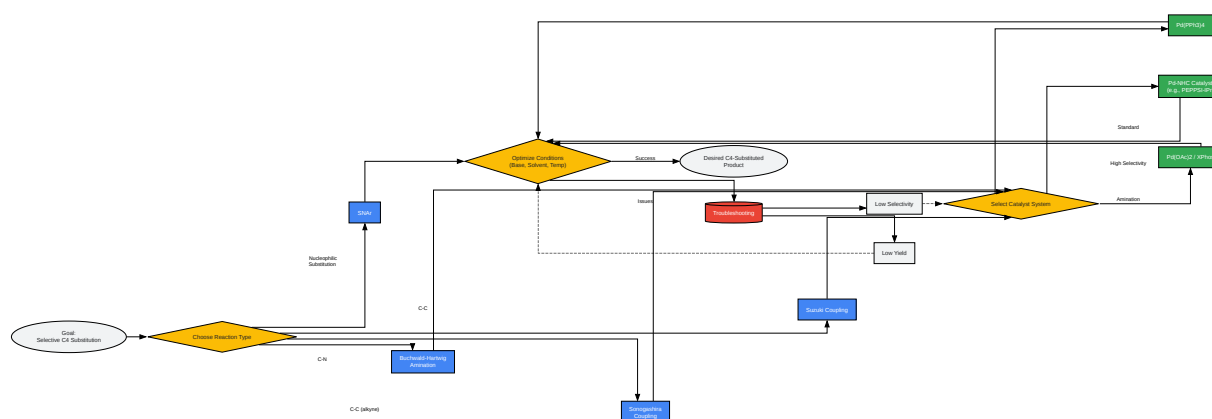 Pd(PPh3)4
Pd-NHC Catalyst
(e.g., PEPPSI-IPr
Standard
Optimize Conditions
(Base, Solvent, Temp)
Success
Desired C4-Substituted
Product
High Selectivity
Pd(OAc)2 / XPhos
Issues
Low Selectivity
Select Catalyst System
Amination
SNAr
Troubleshooting
Low Yield
Nucleophilic
Substitution
C-C
Suzuki Coupling
Goal:
Selective C4 Substitution
Choose Reaction Type
C-N
Buchwald-Hartwig
Amination
C-C (alkyne)
Sonogashira
Coupling